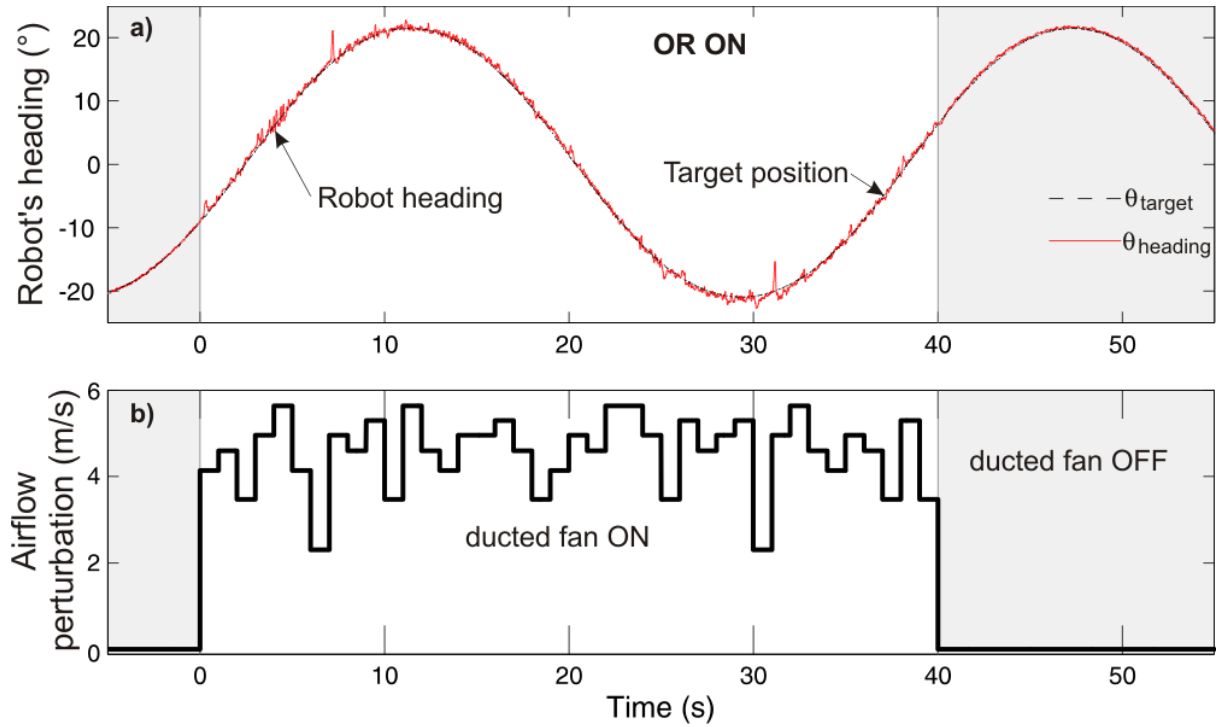 a)
OR ON
Robot's heading (°)
20
10
0
-10
-20
Robot heading
Target position
θtarget
θheading
0
10
20
30
40
50
b)
Airflow
perturbation (m/s)
6
4
2
0
ducted fan ON
ducted fan OFF
0
10
20
30
40
50
Time (s)